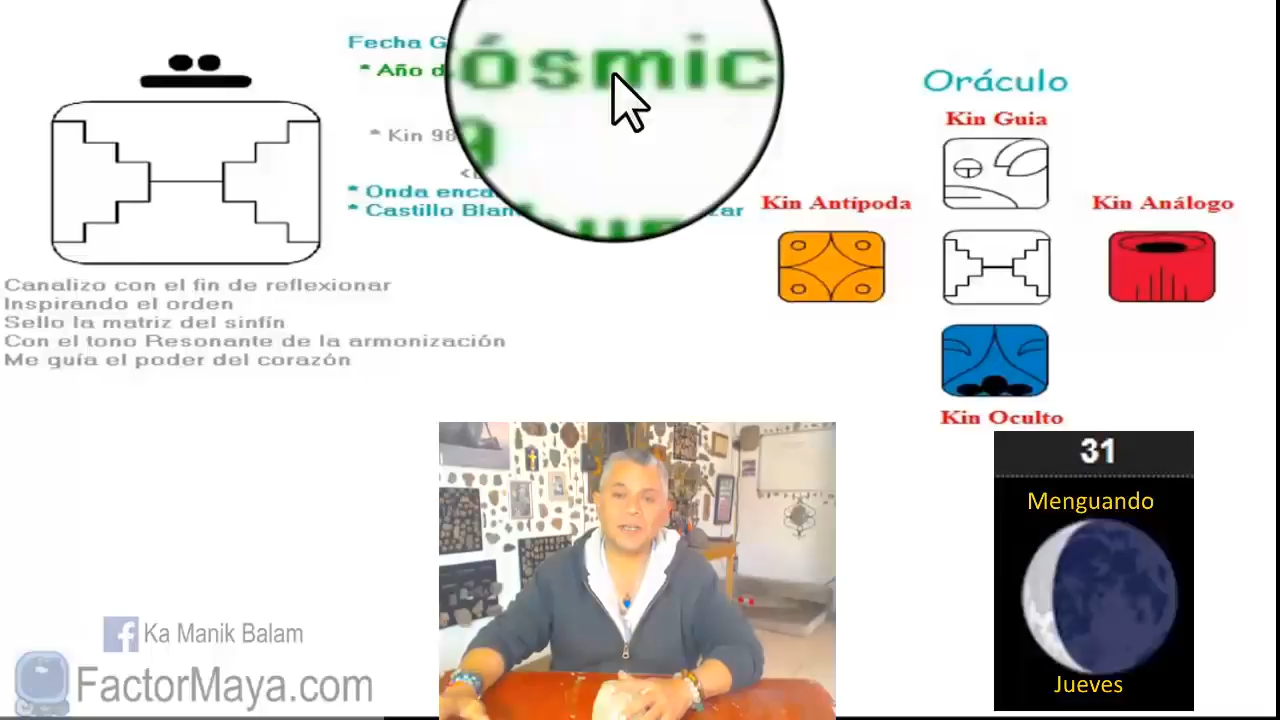 Fecha G
* Año d
ósmic
a
* Kin 98
* Onda enca
* Castillo Blan
zar
Canalizo con el fin de reflexionar
Inspirando el orden
Sello la matriz del sinfín
Con el tono Resonante de la armonización
Me guía el poder del corazón
Oráculo
Kin Guia
Kin Antípoda
Kin Análogo
Kin Oculto
31
Menguando
Jueves
Ka Manik Balam
FactorMaya.com